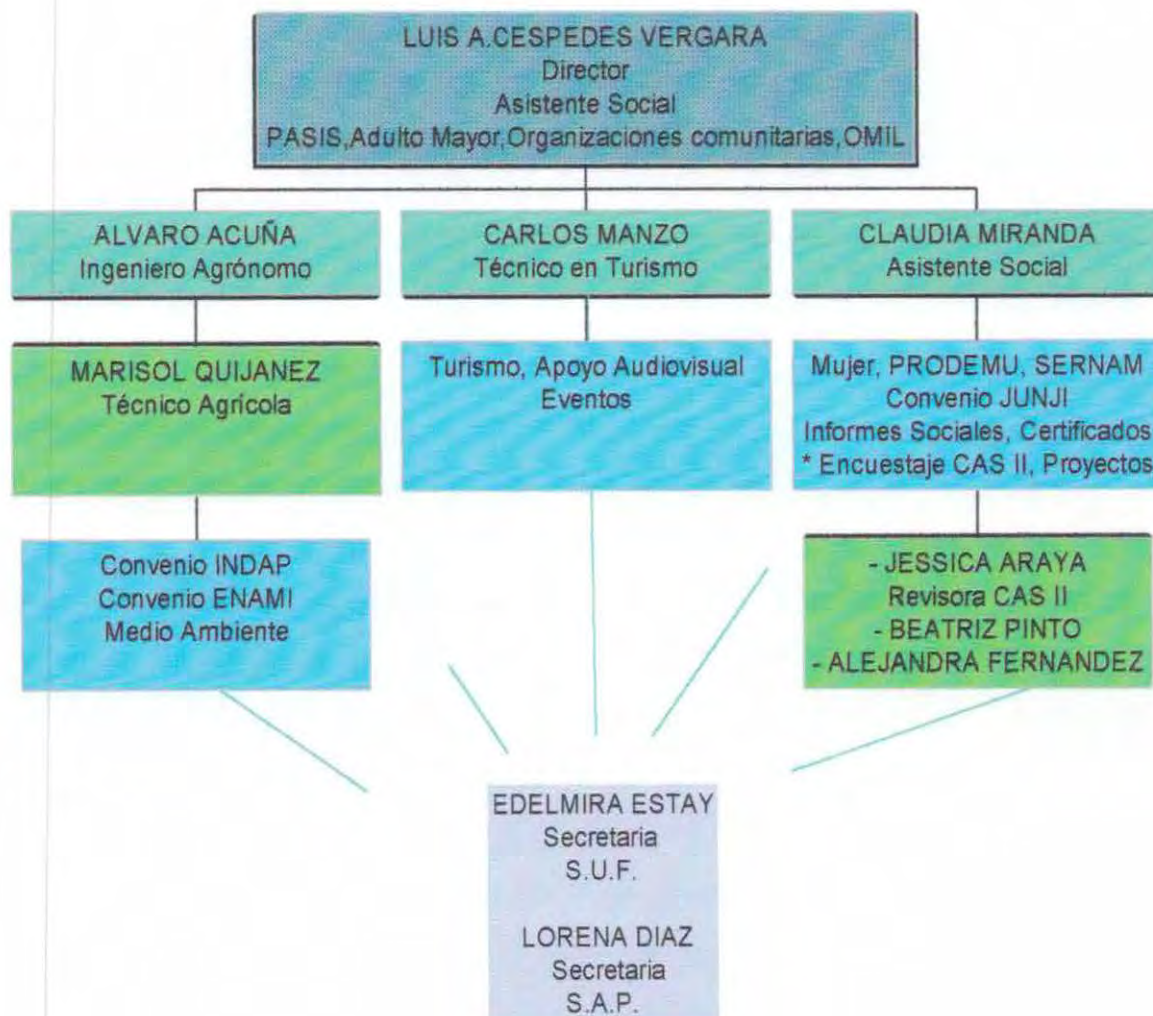 LUIS A.CESPEDES VERGARA
Director
Asistente Social
PASIS,Adulto Mayor,Organizaciones comunitarias,OMIL
ALVARO ACUÑA
Ingeniero Agrónomo
CARLOS MANZO
Técnico en Turismo
CLAUDIA MIRANDA
Asistente Social
MARISOL QUIJANEZ
Técnico Agrícola
Turismo, Apoyo Audiovisual
Eventos
Mujer, PRODEMU, SERNAM
Convenio JUNJI
Informes Sociales, Certificados
* Encuestaje CAS II, Proyectos
Convenio INDAP
Convenio ENAMI
Medio Ambiente
- JESSICA ARAYA
Revisora CAS II
- BEATRIZ PINTO
- ALEJANDRA FERNANDEZ
EDELMIRA ESTAY
Secretaria
S.U.F.
LORENA DIAZ
Secretaria
S.A.P.